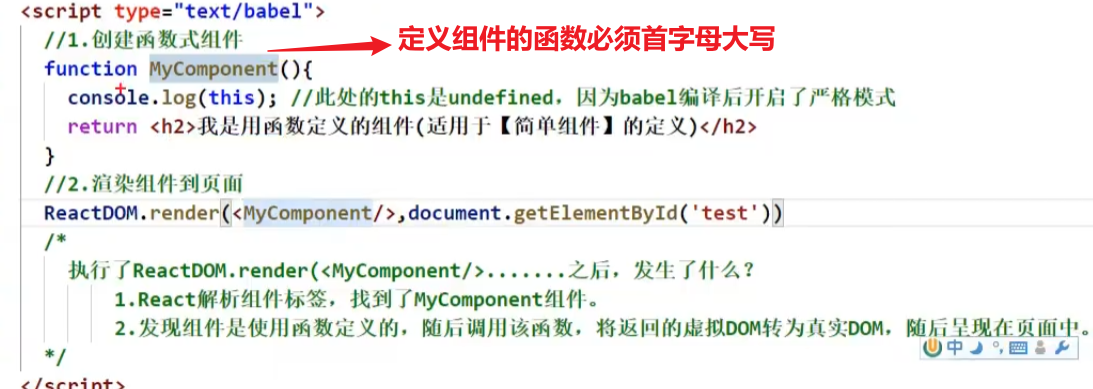 <script type="text/babel">
//1.创建函数式组件
定义组件的函数必须首字母大写
function MyComponent(){
console.log(this); //此处的this是undefined，因为babel编译后开启了严格模式
return <h2>我是用函数定义的组件(适用于【简单组件】的定义)</h2>
}
//2.渲染组件到页面
ReactDOM.render(<MyComponent/>,document.getElementById('test'))
/*
执行了ReactDOM.render(<MyComponent/>.......之后，发生了什么？
1.React解析组件标签，找到了MyComponent组件。
2.发现组件是使用函数定义的，随后调用该函数，将返回的虚拟DOM转为真实DOM，随后呈现在页面中。
中
*/
</script>